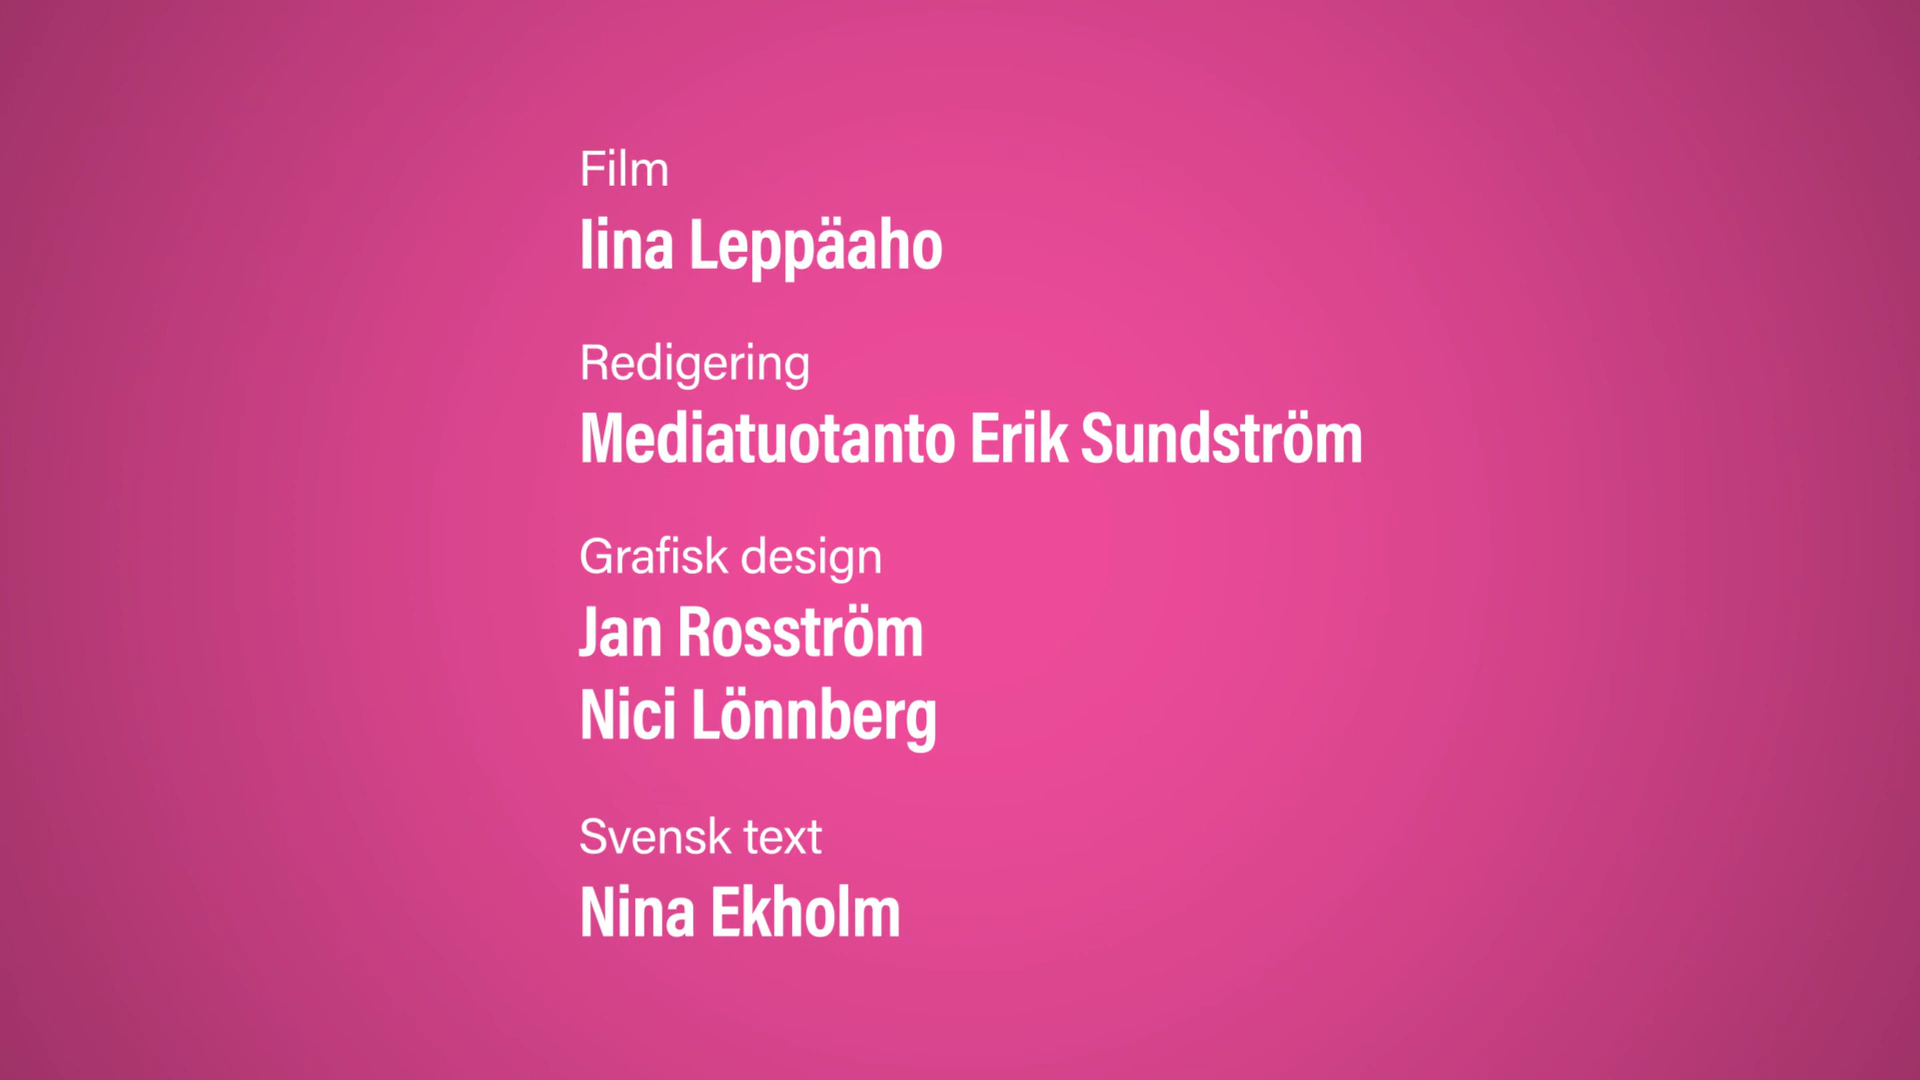 Film
Iina Leppäaho
Redigering
Mediatuotanto Erik Sundström
Grafisk design
Jan Rosström
Nici Lönnberg
Svensk text
Nina Ekholm